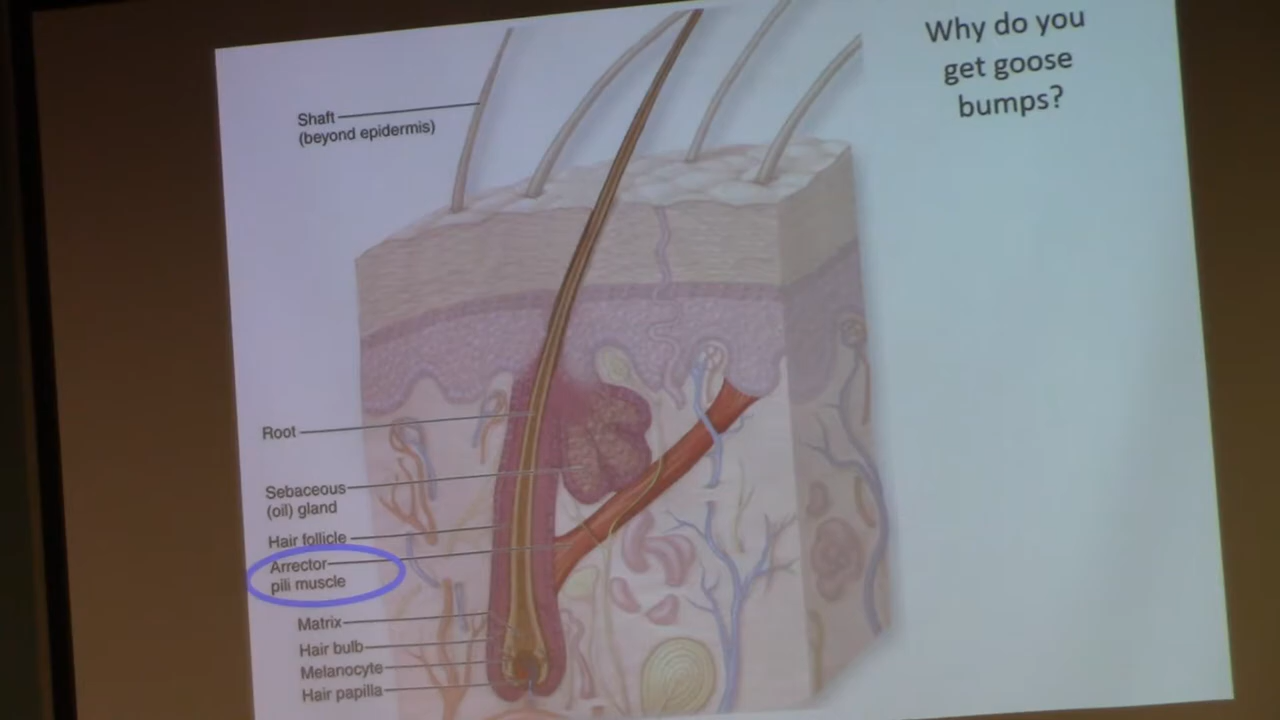 Why do you
get goose
bumps?
Shaft
(beyond epidermis)
Root
Sebaceous
(oil) gland
Hair follicle
Arrector
pili muscle
Matrix
Hair bulb
Melanocyte
Hair papilla